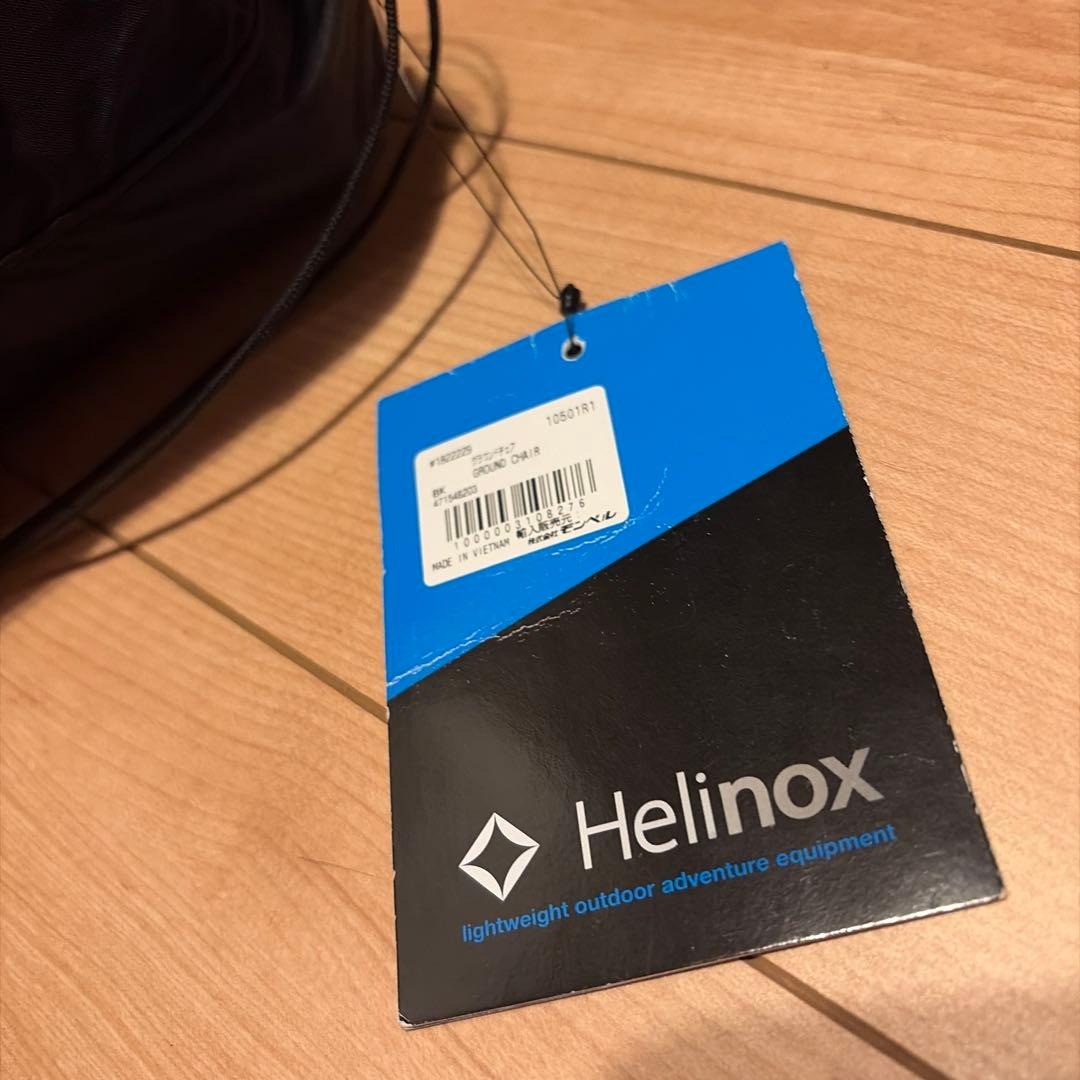 10501R1
#1822229 グラウンドチェア
GROUND CHAIR
BK
471548203
1000003108276
MADE IN VIETNAM 輸入販売元:
株式会社 モンベル
Helinox
lightweight outdoor adventure equipment